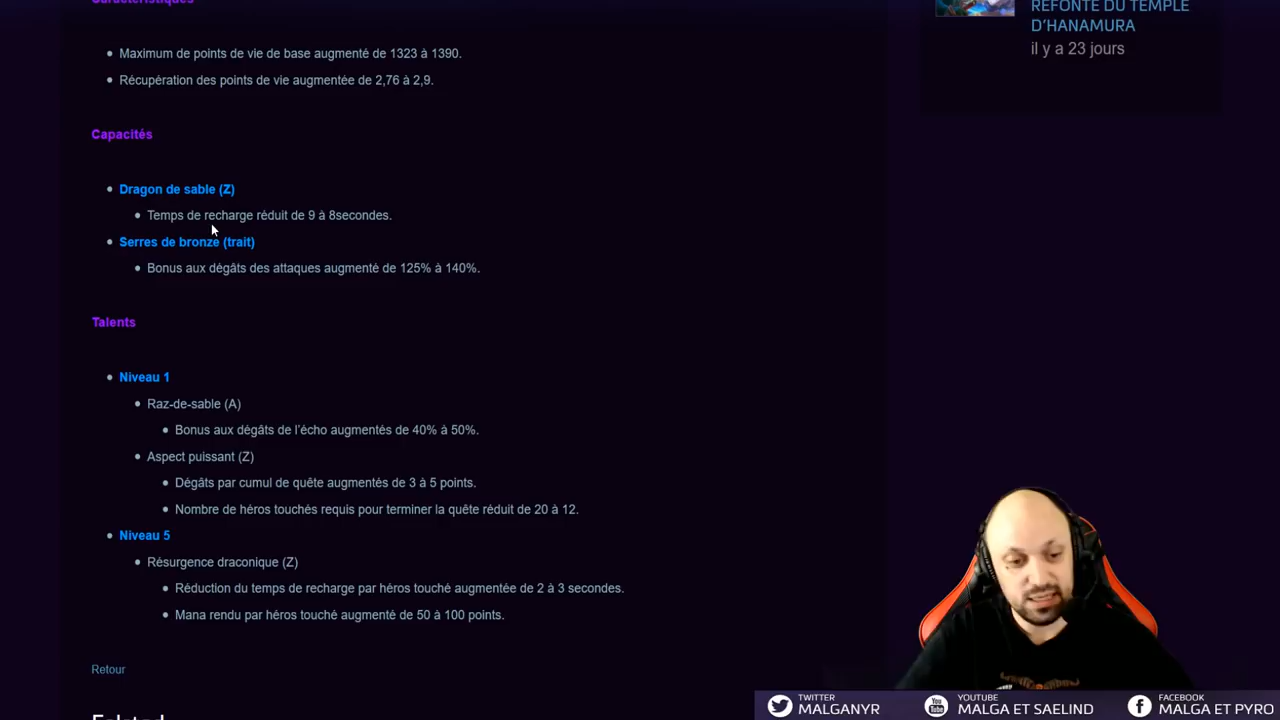 Caractéristiques
Maximum de points de vie de base augmenté de 1323 à 1390.
Récupération des points de vie augmentée de 2,76 à 2,9.
Capacités
Dragon de sable (Z)
Temps de recharge réduit de 9 à 8secondes.
Serres de bronze (trait)
Bonus aux dégâts des attaques augmenté de 125% à 140%.
Talents
Niveau 1
Raz-de-sable (A)
Bonus aux dégâts de l'écho augmentés de 40% à 50%.
Aspect puissant (Z)
Dégâts par cumul de quête augmentés de 3 à 5 points.
Nombre de héros touchés requis pour terminer la quête réduit de 20 à 12.
Niveau 5
Résurgence draconique (Z)
Réduction du temps de recharge par héros touché augmentée de 2 à 3 secondes.
Mana rendu par héros touché augmenté de 50 à 100 points.
Retour
Falstad
REFONTE DU TEMPLE
D'HANAMURA
il y a 23 jours
TWITTER
MALGANYR
YOUTUBE
MALGA ET SAELIND
FACEBOOK
MALGA ET PYRO